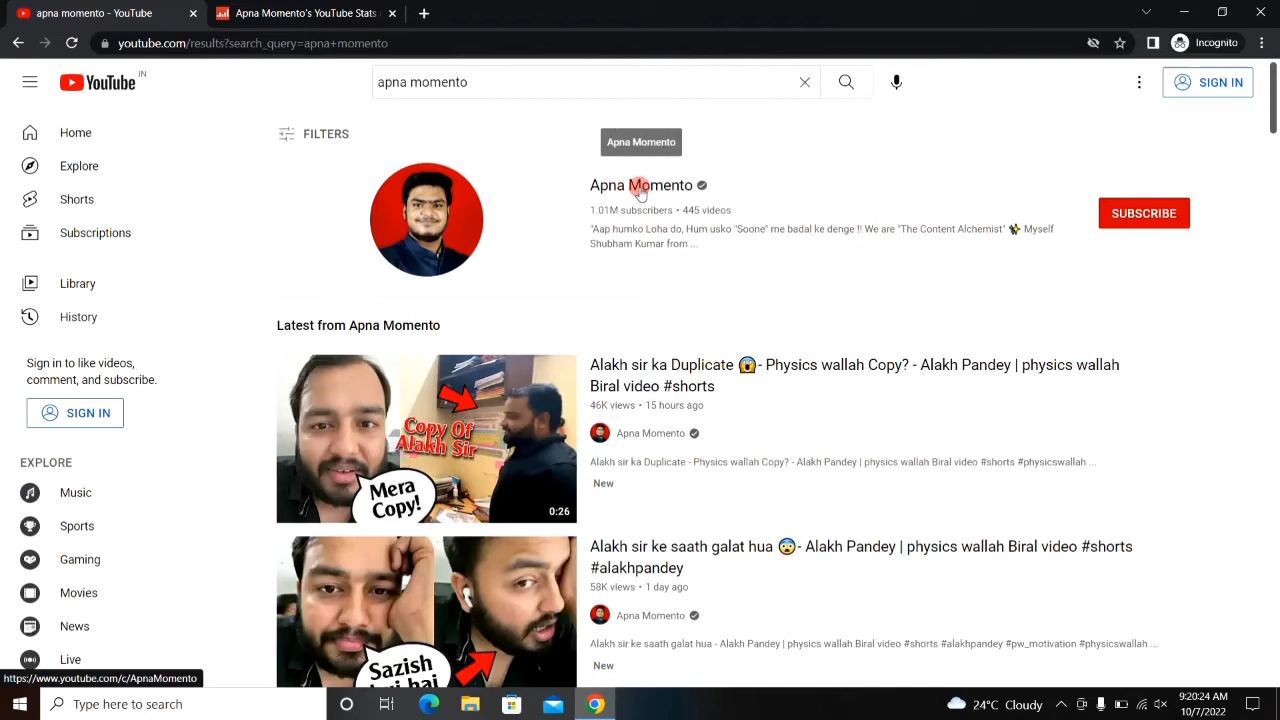 apna momento - YouTube
Apna Momento's YouTube Stats
youtube.com/results?search_query=apna+momento
Incognito
YouTube IN
apna momento
SIGN IN
Home
Explore
Shorts
Subscriptions
Library
History
Sign in to like videos,
comment, and subscribe.
SIGN IN
EXPLORE
Music
Sports
Gaming
Movies
News
Live
https://www.youtube.com/c/ApnaMomento
FILTERS
Apna Momento
Apna Momento
1.01M subscribers • 445 videos
"Aap humko Loha do, Hum usko "Soone" me badal ke denge !! We are "The Content Alchemist" ✨ Myself
Shubham Kumar from ...
SUBSCRIBE
Latest from Apna Momento
Copy Of
Alakh Sir
Mera
Copy!
0:26
Alakh sir ka Duplicate 😱- Physics wallah Copy? - Alakh Pandey | physics wallah
Biral video #shorts
46K views • 15 hours ago
Apna Momento
Alakh sir ka Duplicate - Physics wallah Copy? - Alakh Pandey | physics wallah Biral video #shorts #physicswallah ...
New
Sazish
Alakh sir ke saath galat hua 😨- Alakh Pandey | physics wallah Biral video #shorts
#alakhpandey
58K views • 1 day ago
Apna Momento
Alakh sir ke saath galat hua - Alakh Pandey | physics wallah Biral video #shorts #alakhpandey #pw_motivation #physicswallah ...
New
Type here to search
24°C Cloudy
9:20:24 AM
10/7/2022